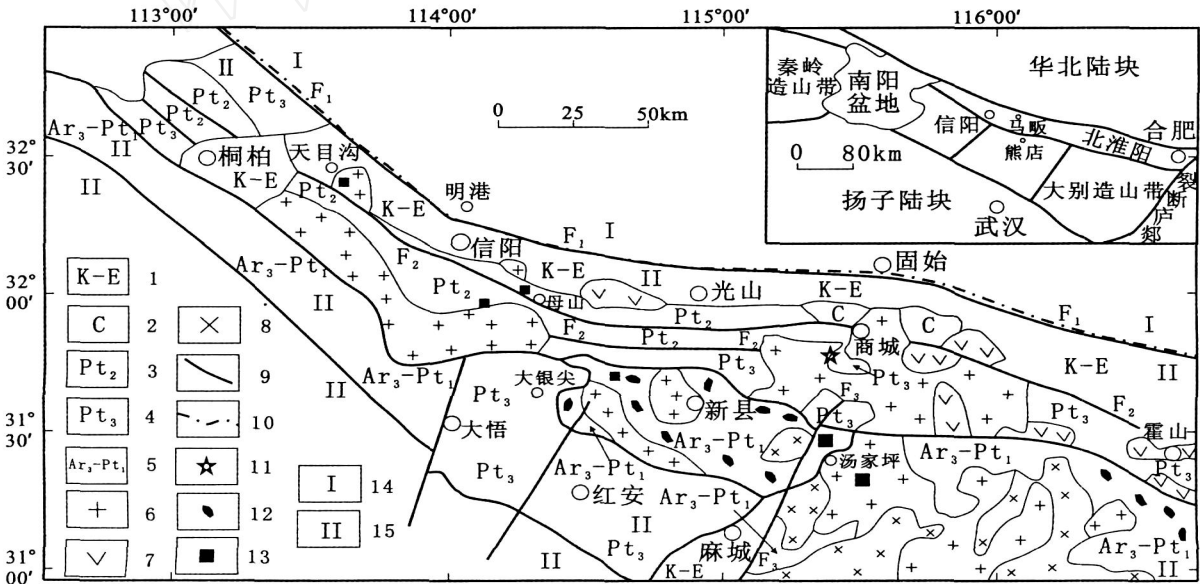 113°00′ 114°00′ 115°00′ 116°00′
I
II
Pt₂ Pt₃ F₁
Ar₃-Pt₁ Pt₃ Pt₂
II
桐柏 天目沟
K-E
Pt₂
明港
K-E
II
32°
30′
0 25 50km
秦岭
造山带
南阳
盆地
华北陆块
信阳 马畈
熊店
北淮阳
合肥
0 80km
大别造山带
扬子陆块
武汉
郯庐断裂
F₁ I
信阳
F₂
K-E
II
固始
Ar₃-Pt₁
II
Pt₂
母山
光山
K-E
Pt₂
C
C
F₁ I
32°
00′
F₂
Pt₂
F₂
商城
K-E
II
II
Ar₃-Pt₁
Pt₃
Pt₃
大银尖
Pt₃
F₃
Pt₃
F₂
大悟
新县
Pt₃
霍山
31°
30′
Ar₃-Pt₁
汤家坪
Ar₃-Pt₁
Pt₃
Pt₃
Ar₃-Pt₁
红安
Ar₃-Pt₁
II
麻城
F₃
Ar₃-Pt₁
II
Pt₃
K-E
II
31°
00′
K-E 1
C 2
Pt₂ 3
Pt₃ 4
Ar₃-Pt₁ 5
6
7
8
9
10
11
12
13
I 14
II 15